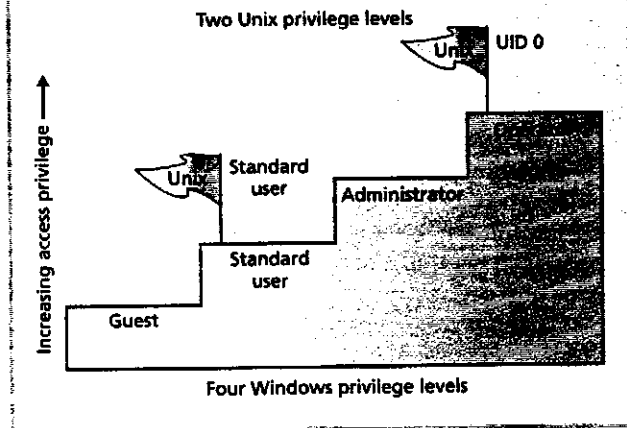 Two Unix privilege levels
Unix
UID 0
Increasing access privilege
Unix
Standard
user
Administrator
Standard
user
Guest
Four Windows privilege levels